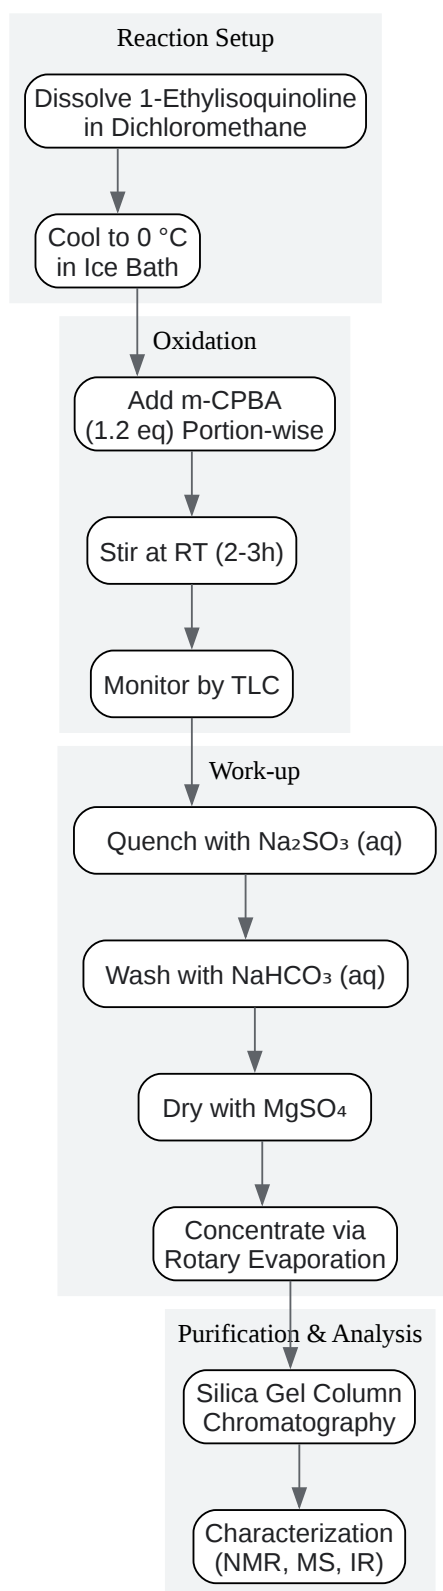 Reaction Setup
Dissolve 1-Ethylisoquinoline
in Dichloromethane
Cool to 0 °C
in Ice Bath
Oxidation
Add m-CPBA
(1.2 eq) Portion-wise
Stir at RT (2-3h)
Monitor by TLC
Work-up
Quench with Na₂SO₃ (aq)
Wash with NaHCO₃ (aq)
Dry with MgSO₄
Concentrate via
Rotary Evaporation
Purification & Analysis
Silica Gel Column
Chromatography
Characterization
(NMR, MS, IR)